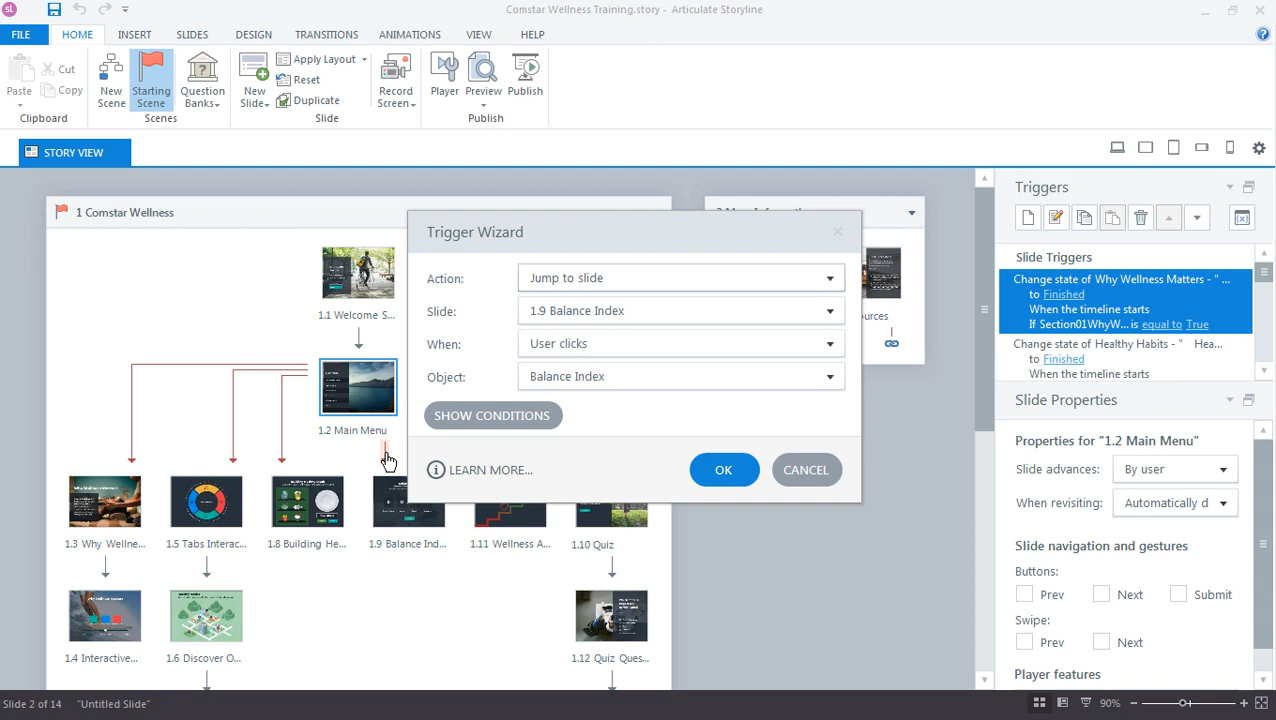 Comstar Wellness Training.story - Articulate Storyline
FILE
HOME
INSERT
SLIDES
DESIGN
TRANSITIONS
ANIMATIONS
VIEW
HELP
Paste
Cut
Copy
Clipboard
New Scene
Starting Scene
Question Banks
Scenes
New Slide
Apply Layout
Reset
Duplicate
Slide
Record Screen
Player
Preview
Publish
Publish
STORY VIEW
1 Comstar Wellness
1.1 Welcome S...
1.2 Main Menu
1.3 Why Wellne...
1.5 Tabs Interac...
1.8 Building He...
1.9 Balance Ind...
1.11 Wellness A...
1.10 Quiz
1.4 Interactive...
1.6 Discover O...
1.12 Quiz Ques...
Trigger Wizard
Action:
Jump to slide
Slide:
1.9 Balance Index
When:
User clicks
Object:
Balance Index
SHOW CONDITIONS
LEARN MORE...
OK
CANCEL
Triggers
Slide Triggers
Change state of Why Wellness Matters - " ...
to Finished
When the timeline starts
If Section01WhyW... is equal to True
Change state of Healthy Habits - " Hea...
to Finished
When the timeline starts
Slide Properties
Properties for "1.2 Main Menu"
Slide advances:
By user
When revisiting:
Automatically d
Slide navigation and gestures
Buttons:
Prev
Next
Submit
Swipe:
Prev
Next
Player features
Slide 2 of 14
"Untitled Slide"
90%